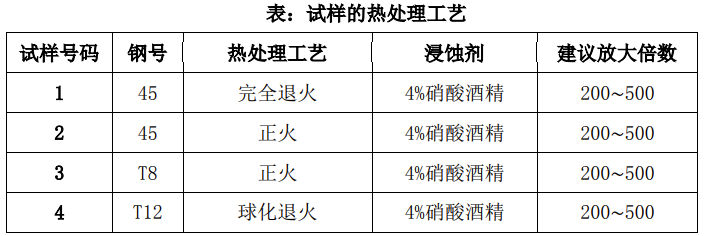 表：试样的热处理工艺
试样号码 钢号 热处理工艺 浸蚀剂 建议放大倍数
1 45 完全退火 4%硝酸酒精 200~500
2 45 正火 4%硝酸酒精 200~500
3 T8 正火 4%硝酸酒精 200~500
4 T12 球化退火 4%硝酸酒精 200~500